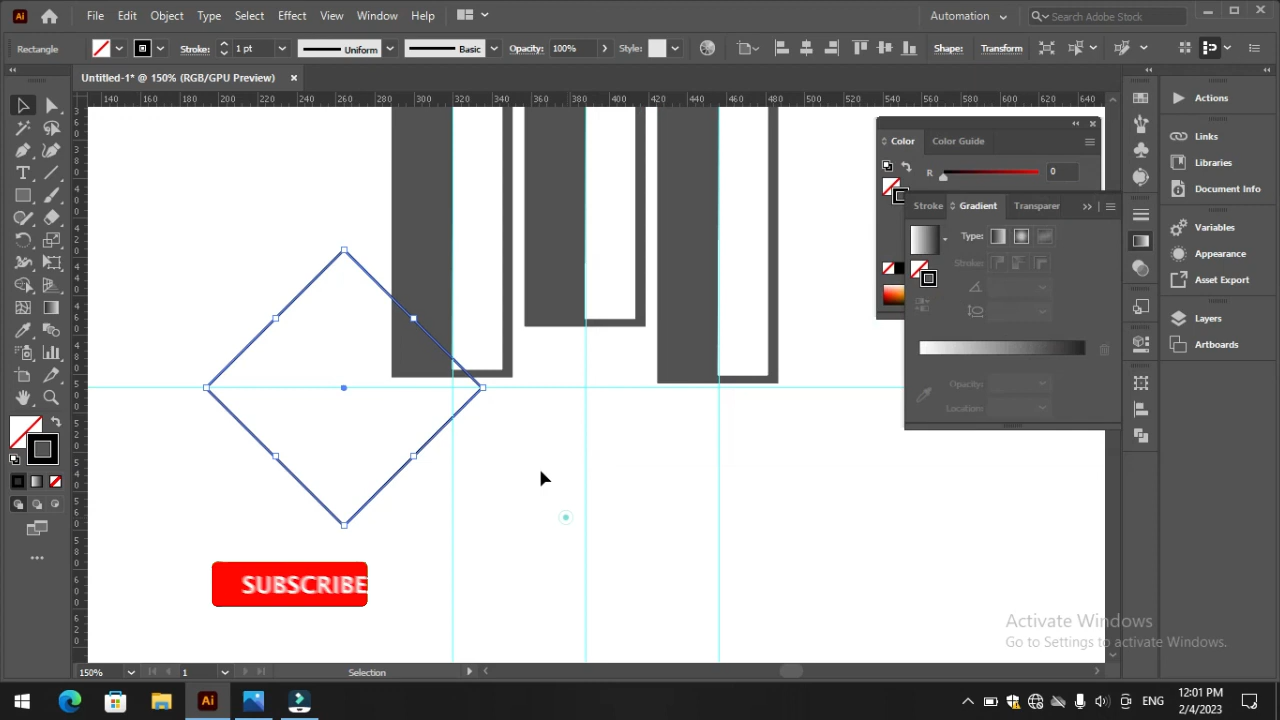 Ai File Edit Object Type Select Effect View Window Help Automation Search Adobe Stock
Rectangle Stroke: 1 pt Uniform Basic Opacity: 100% Style: Shape: Transform
Untitled-1* @ 150% (RGB/GPU Preview)
140 160 180 200 220 240 260 280 300 320 340 360 380 400 420 440 460 480 500 520 540 560 580 600 620 640
Actions
Links
Libraries
Document Info
Variables
Appearance
Asset Export
Layers
Artboards
Color Color Guide
R 0
Stroke Gradient Transparer
Type:
Stroke:
Opacity:
Location:
SUBSCRIBE
Activate Windows
Go to Settings to activate Windows.
150% 1 Selection
Ai ENG 12:01 PM
2/4/2023